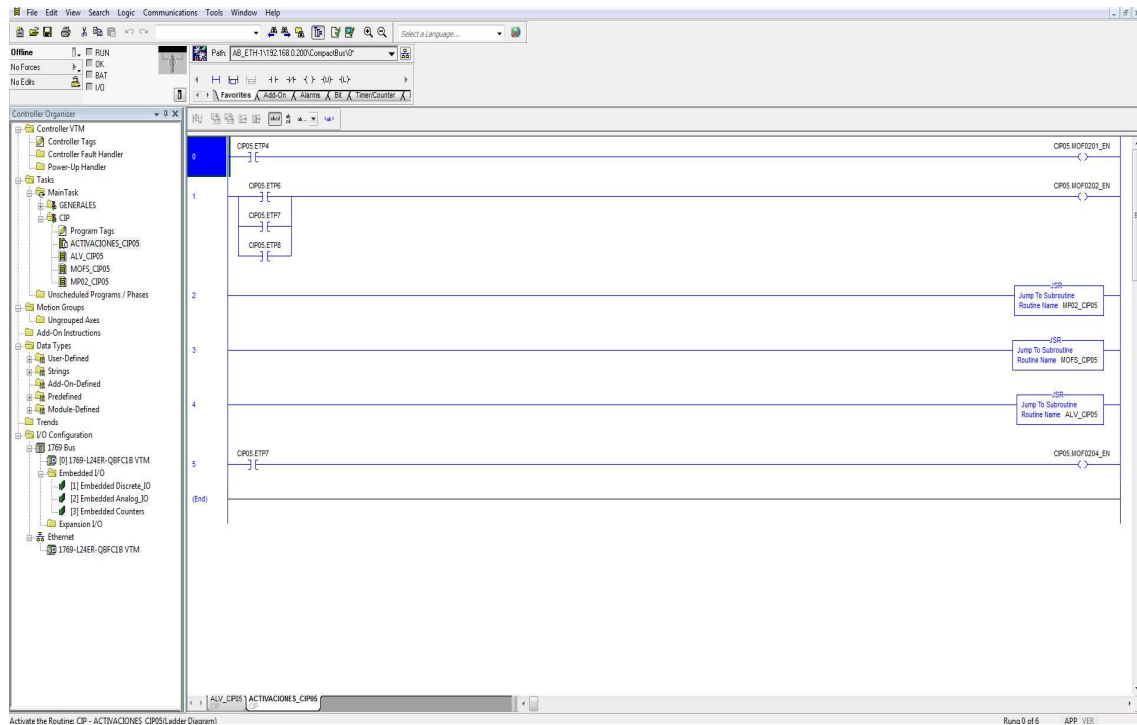 File Edit View Search Logic Communications Tools Window Help
Select a Language...
Offline
RUN
No Forces
OK
No Edits
BAT
I/O
Path: AB_ETH-1\192.168.0.200\CompactBus\0*
Favorites Add-On Alarms Bit Timer/Counter
Controller Organizer
Controller VTM
Controller Tags
Controller Fault Handler
Power-Up Handler
Tasks
MainTask
GENERALES
CIP
Program Tags
ACTIVACIONES_CIP05
ALV_CIP05
MOFS_CIP05
MP02_CIP05
Unscheduled Programs / Phases
Motion Groups
Ungrouped Axes
Add-On Instructions
Data Types
User-Defined
Strings
Add-On-Defined
Predefined
Module-Defined
Trends
I/O Configuration
1769 Bus
[0] 1769-L24ER-QBFC1B VTM
Embedded I/O
[1] Embedded Discrete_IO
[2] Embedded Analog_IO
[3] Embedded Counters
Expansion I/O
Ethernet
1769-L24ER-QBFC1B VTM
0
CIP05.ETP4
CIP05.MOF0201_EN
1
CIP05.ETP6
CIP05.MOF0202_EN
CIP05.ETP7
CIP05.ETP8
2
JSR
Jump To Subroutine
Routine Name MP02_CIP05
3
JSR
Jump To Subroutine
Routine Name MOFS_CIP05
4
JSR
Jump To Subroutine
Routine Name ALV_CIP05
5
CIP05.ETP7
CIP05.MOF0204_EN
(End)
ALV_CIP05 ACTIVACIONES_CIP05
CIP CIP
Activate the Routine: CIP - ACTIVACIONES_CIP05(Ladder Diagram)
Rung 0 of 6 APP VER